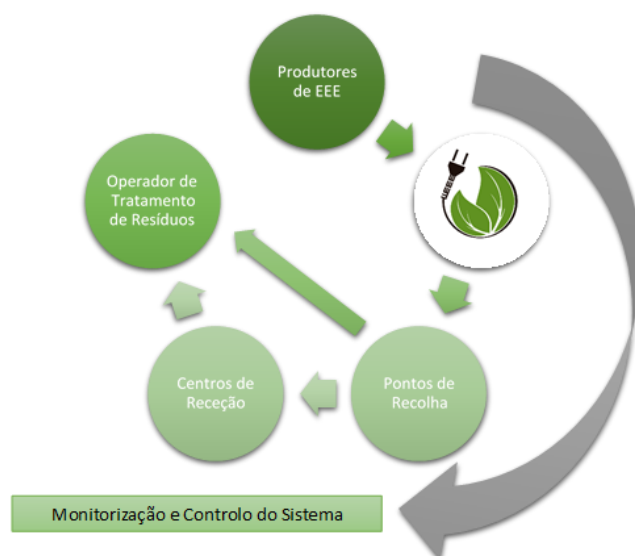 Produtores
de EEE
Operador de
Tratamento
de Resíduos
Centros de
Receção
Pontos de
Recolha
Monitorização e Controlo do Sistema